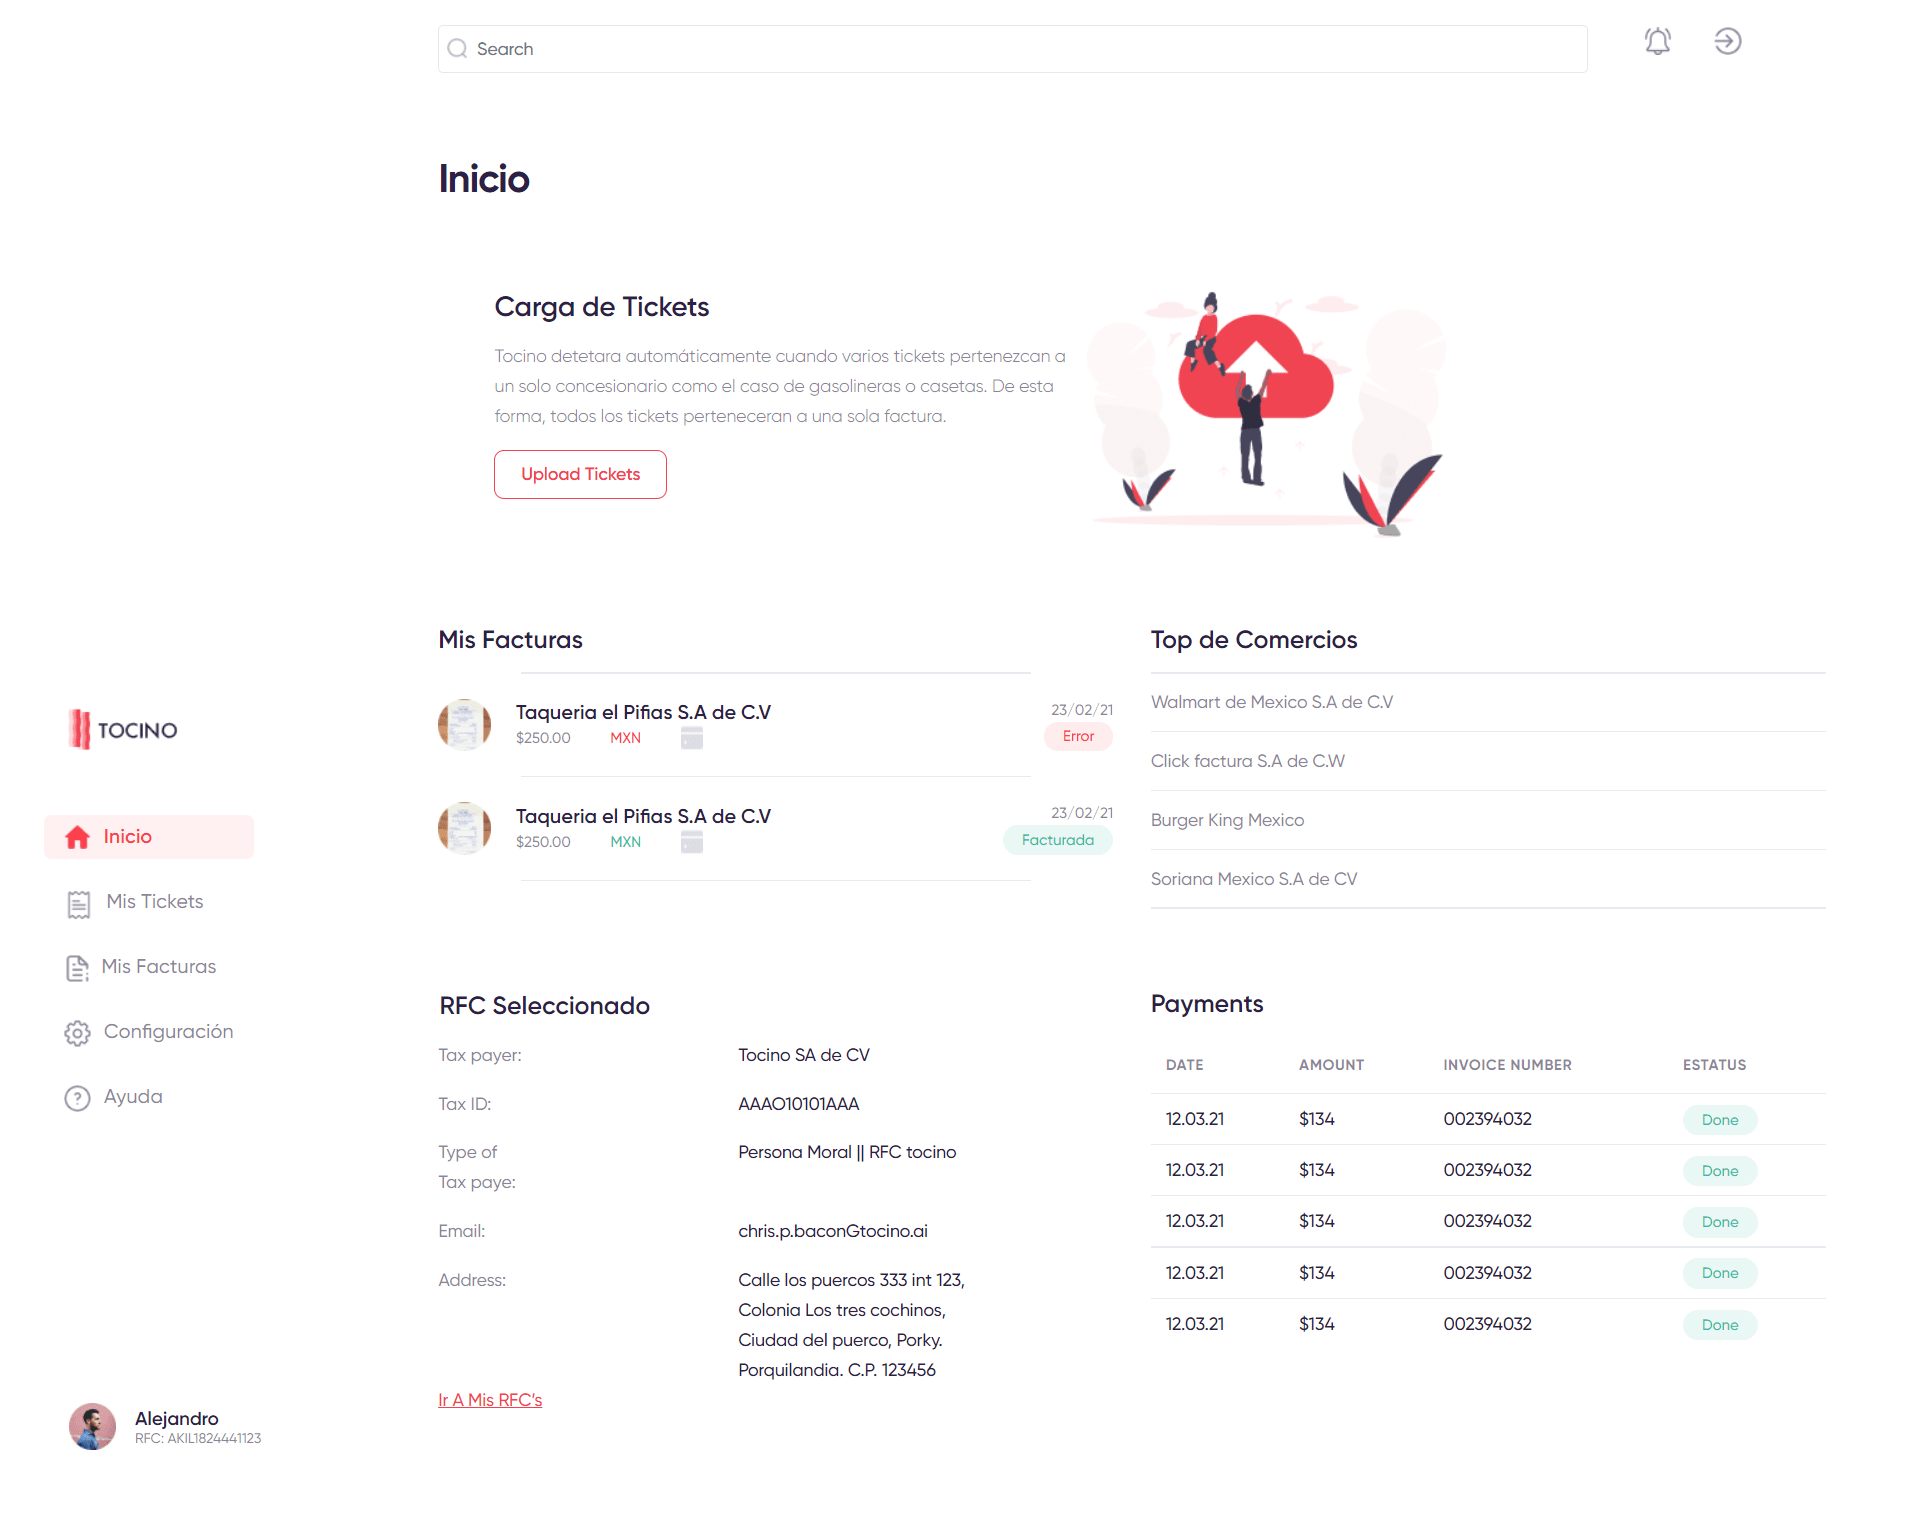 Search
Inicio
Carga de Tickets
Tocino detetara automáticamente cuando varios tickets pertenezcan a
un solo concesionario como el caso de gasolineras o casetas. De esta
forma, todos los tickets perteneceran a una sola factura.
Upload Tickets
TOCINO
Inicio
Mis Tickets
Mis Facturas
Configuración
Ayuda
Alejandro
RFC: AKIL1824441123
Mis Facturas
Taqueria el Pifias S.A de C.V
23/02/21
$250.00 MXN
Error
Taqueria el Pifias S.A de C.V
23/02/21
$250.00 MXN
Facturada
Top de Comercios
Walmart de Mexico S.A de C.V
Click factura S.A de C.W
Burger King Mexico
Soriana Mexico S.A de CV
RFC Seleccionado
Tax payer: Tocino SA de CV
Tax ID: AAAO10101AAA
Type of Persona Moral || RFC tocino
Tax paye:
Email: chris.p.baconGtocino.ai
Address: Calle los puercos 333 int 123,
Colonia Los tres cochinos,
Ciudad del puerco, Porky.
Porquilandia. C.P. 123456
Ir A Mis RFC's
Payments
DATE AMOUNT INVOICE NUMBER ESTATUS
12.03.21 $134 002394032 Done
12.03.21 $134 002394032 Done
12.03.21 $134 002394032 Done
12.03.21 $134 002394032 Done
12.03.21 $134 002394032 Done